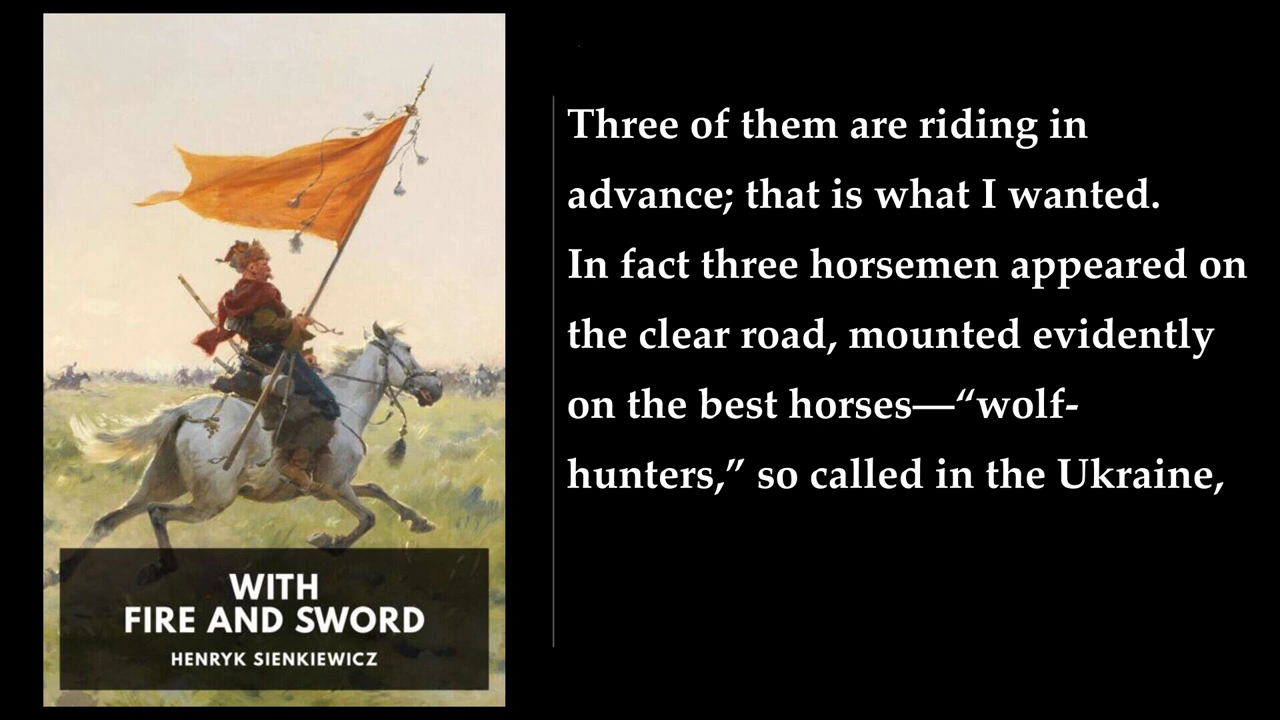 WITH
FIRE AND SWORD
HENRYK SIENKIEWICZ
Three of them are riding in
advance; that is what I wanted.
In fact three horsemen appeared on
the clear road, mounted evidently
on the best horses—“wolf-
hunters,” so called in the Ukraine,